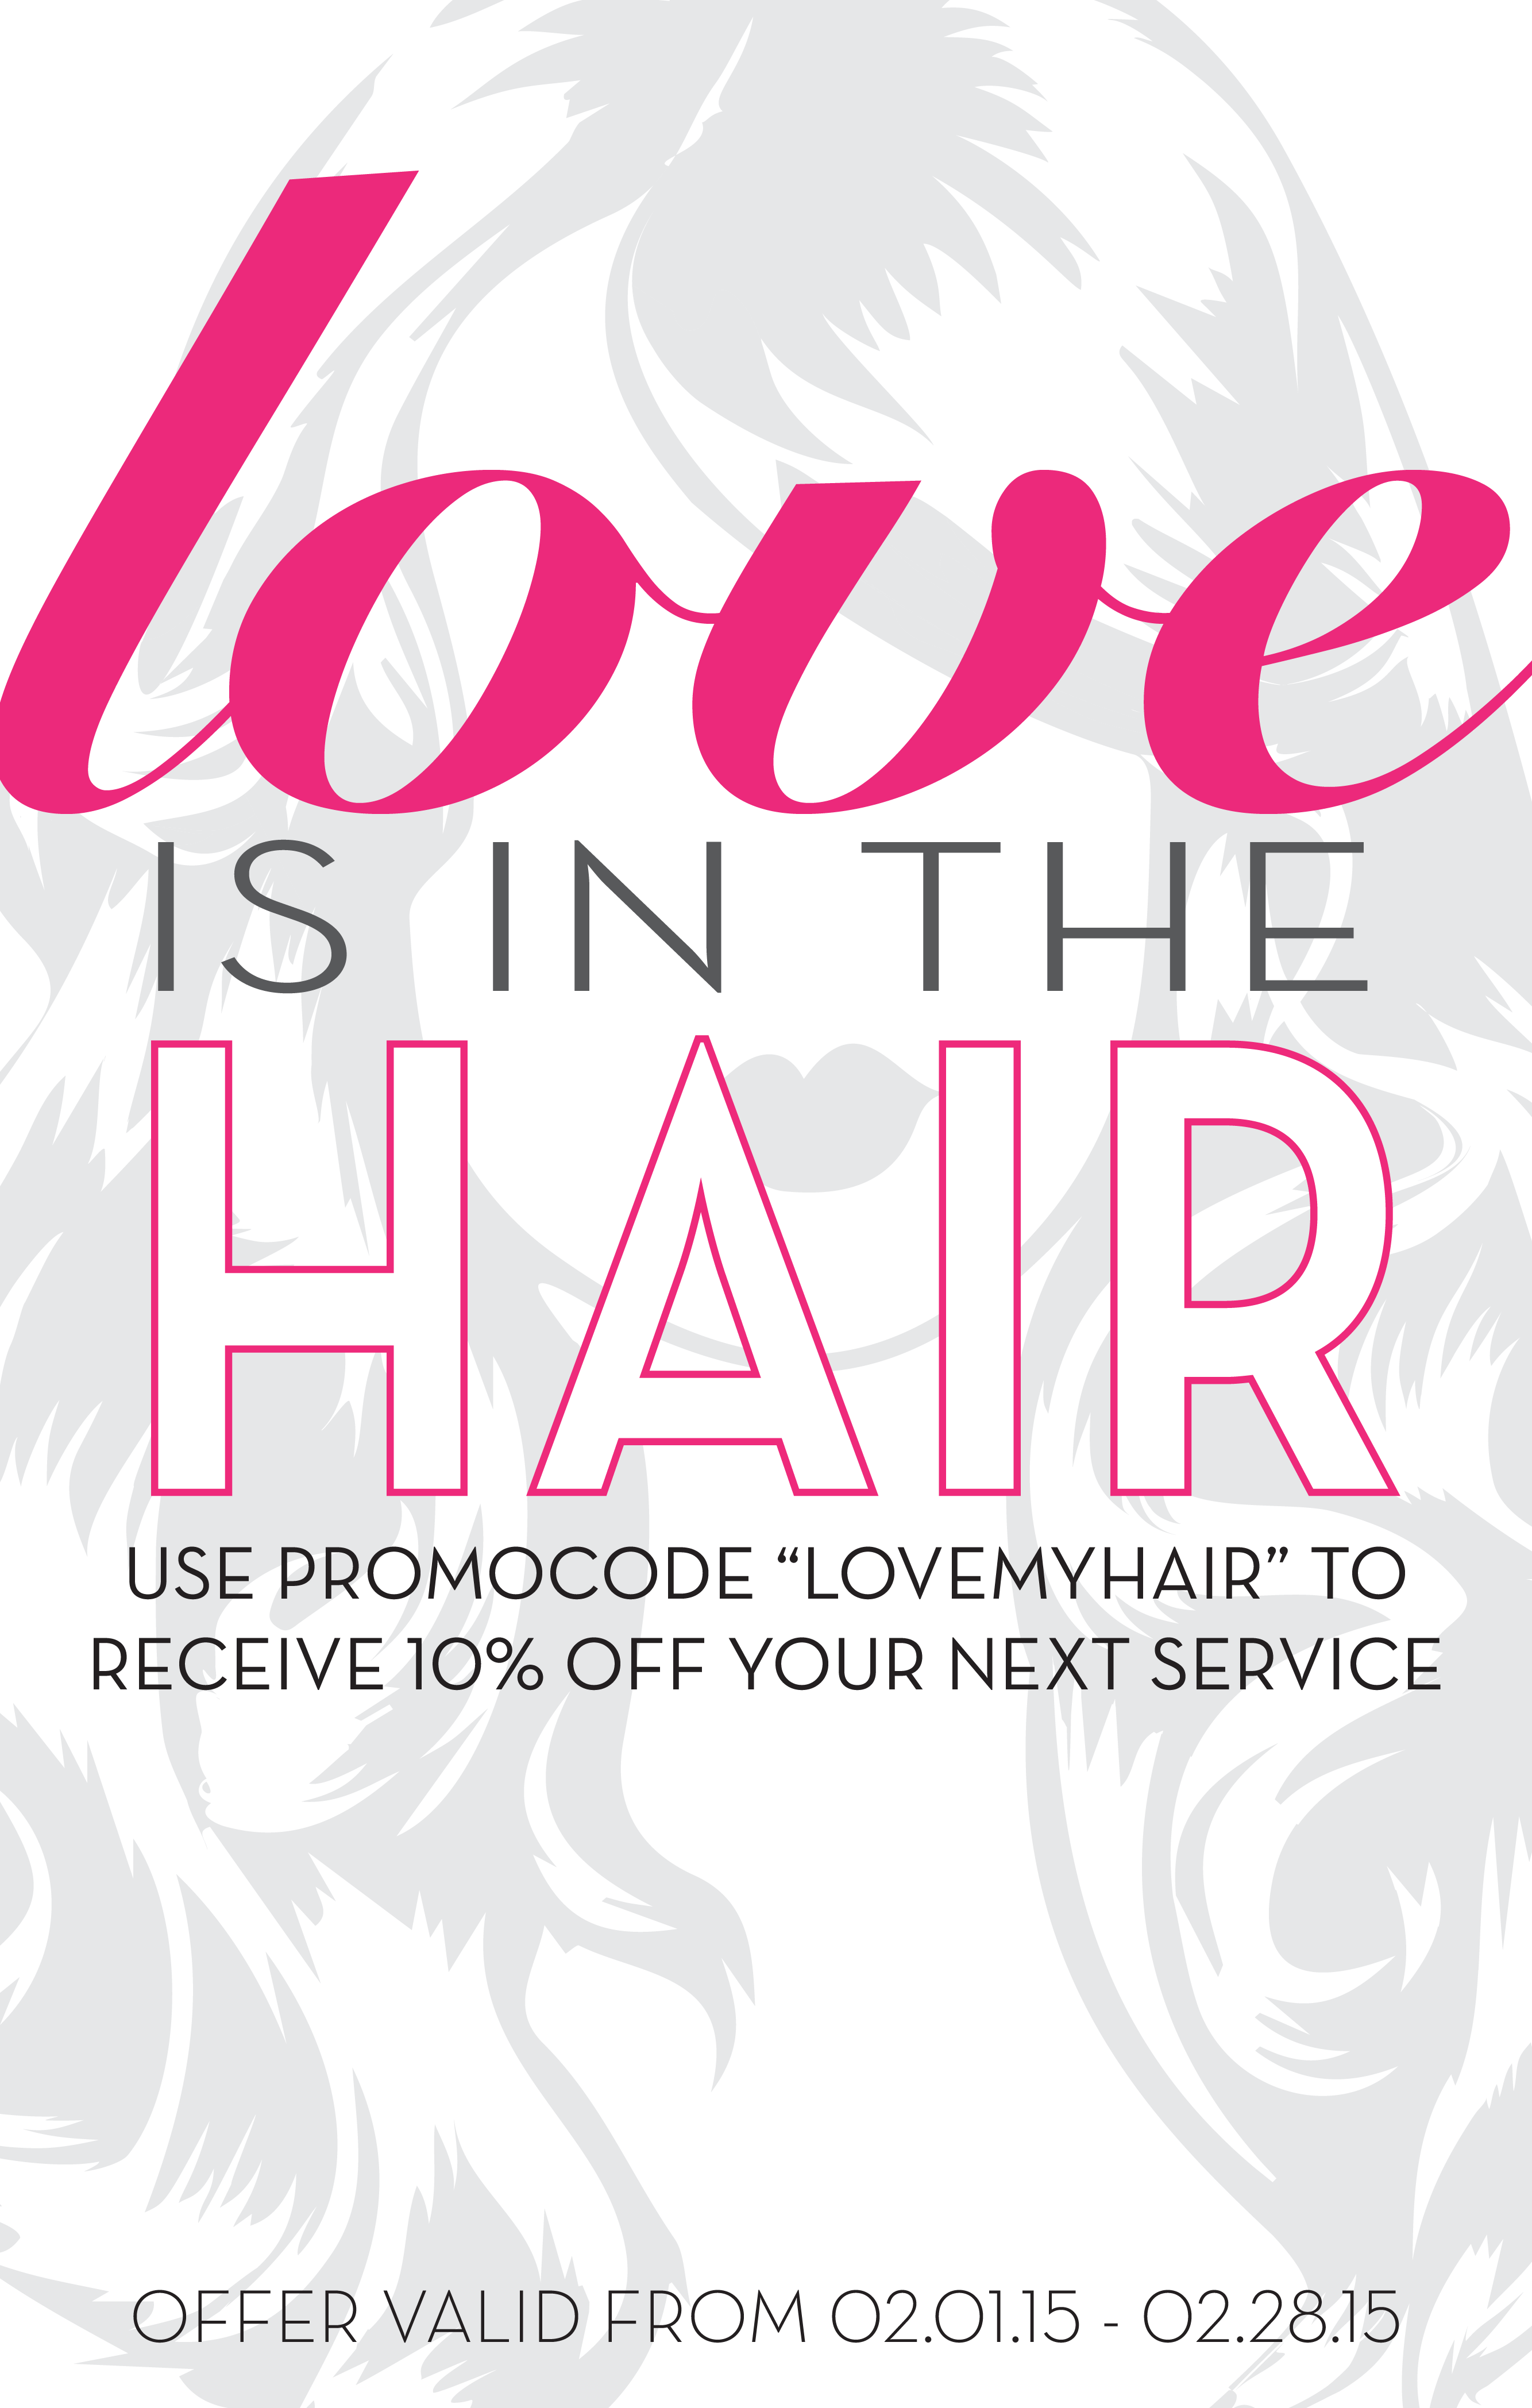 love
IS IN THE
HAIR
USE PROMOCODE “LOVEMYHAIR” TO
RECEIVE 10% OFF YOUR NEXT SERVICE
OFFER VALID FROM 02.01.15 - 02.28.15